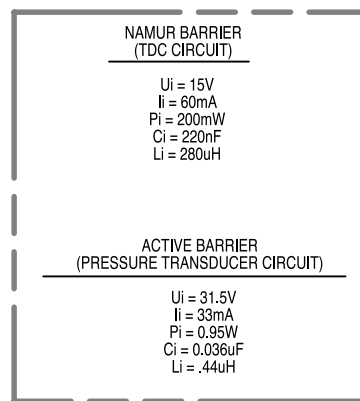 NAMUR BARRIER
(TDC CIRCUIT)
Ui = 15V
Ii = 60mA
Pi = 200mW
Ci = 220nF
Li = 280uH
ACTIVE BARRIER
(PRESSURE TRANSDUCER CIRCUIT)
Ui = 31.5V
Ii = 33mA
Pi = 0.95W
Ci = 0.036uF
Li = .44uH